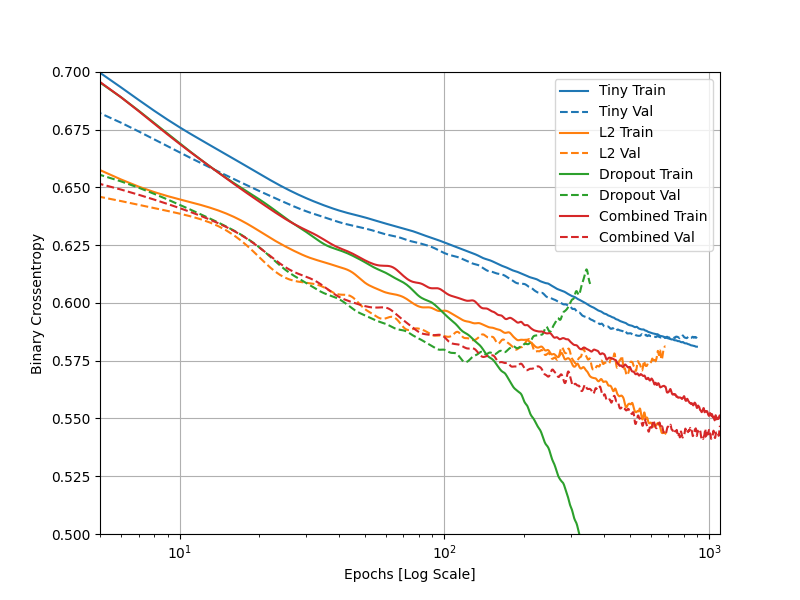 0.700
0.675
0.650
0.625
0.600
0.575
0.550
0.525
0.500
Binary Crossentropy
10¹
10²
10³
Epochs [Log Scale]
Tiny Train
Tiny Val
L2 Train
L2 Val
Dropout Train
Dropout Val
Combined Train
Combined Val